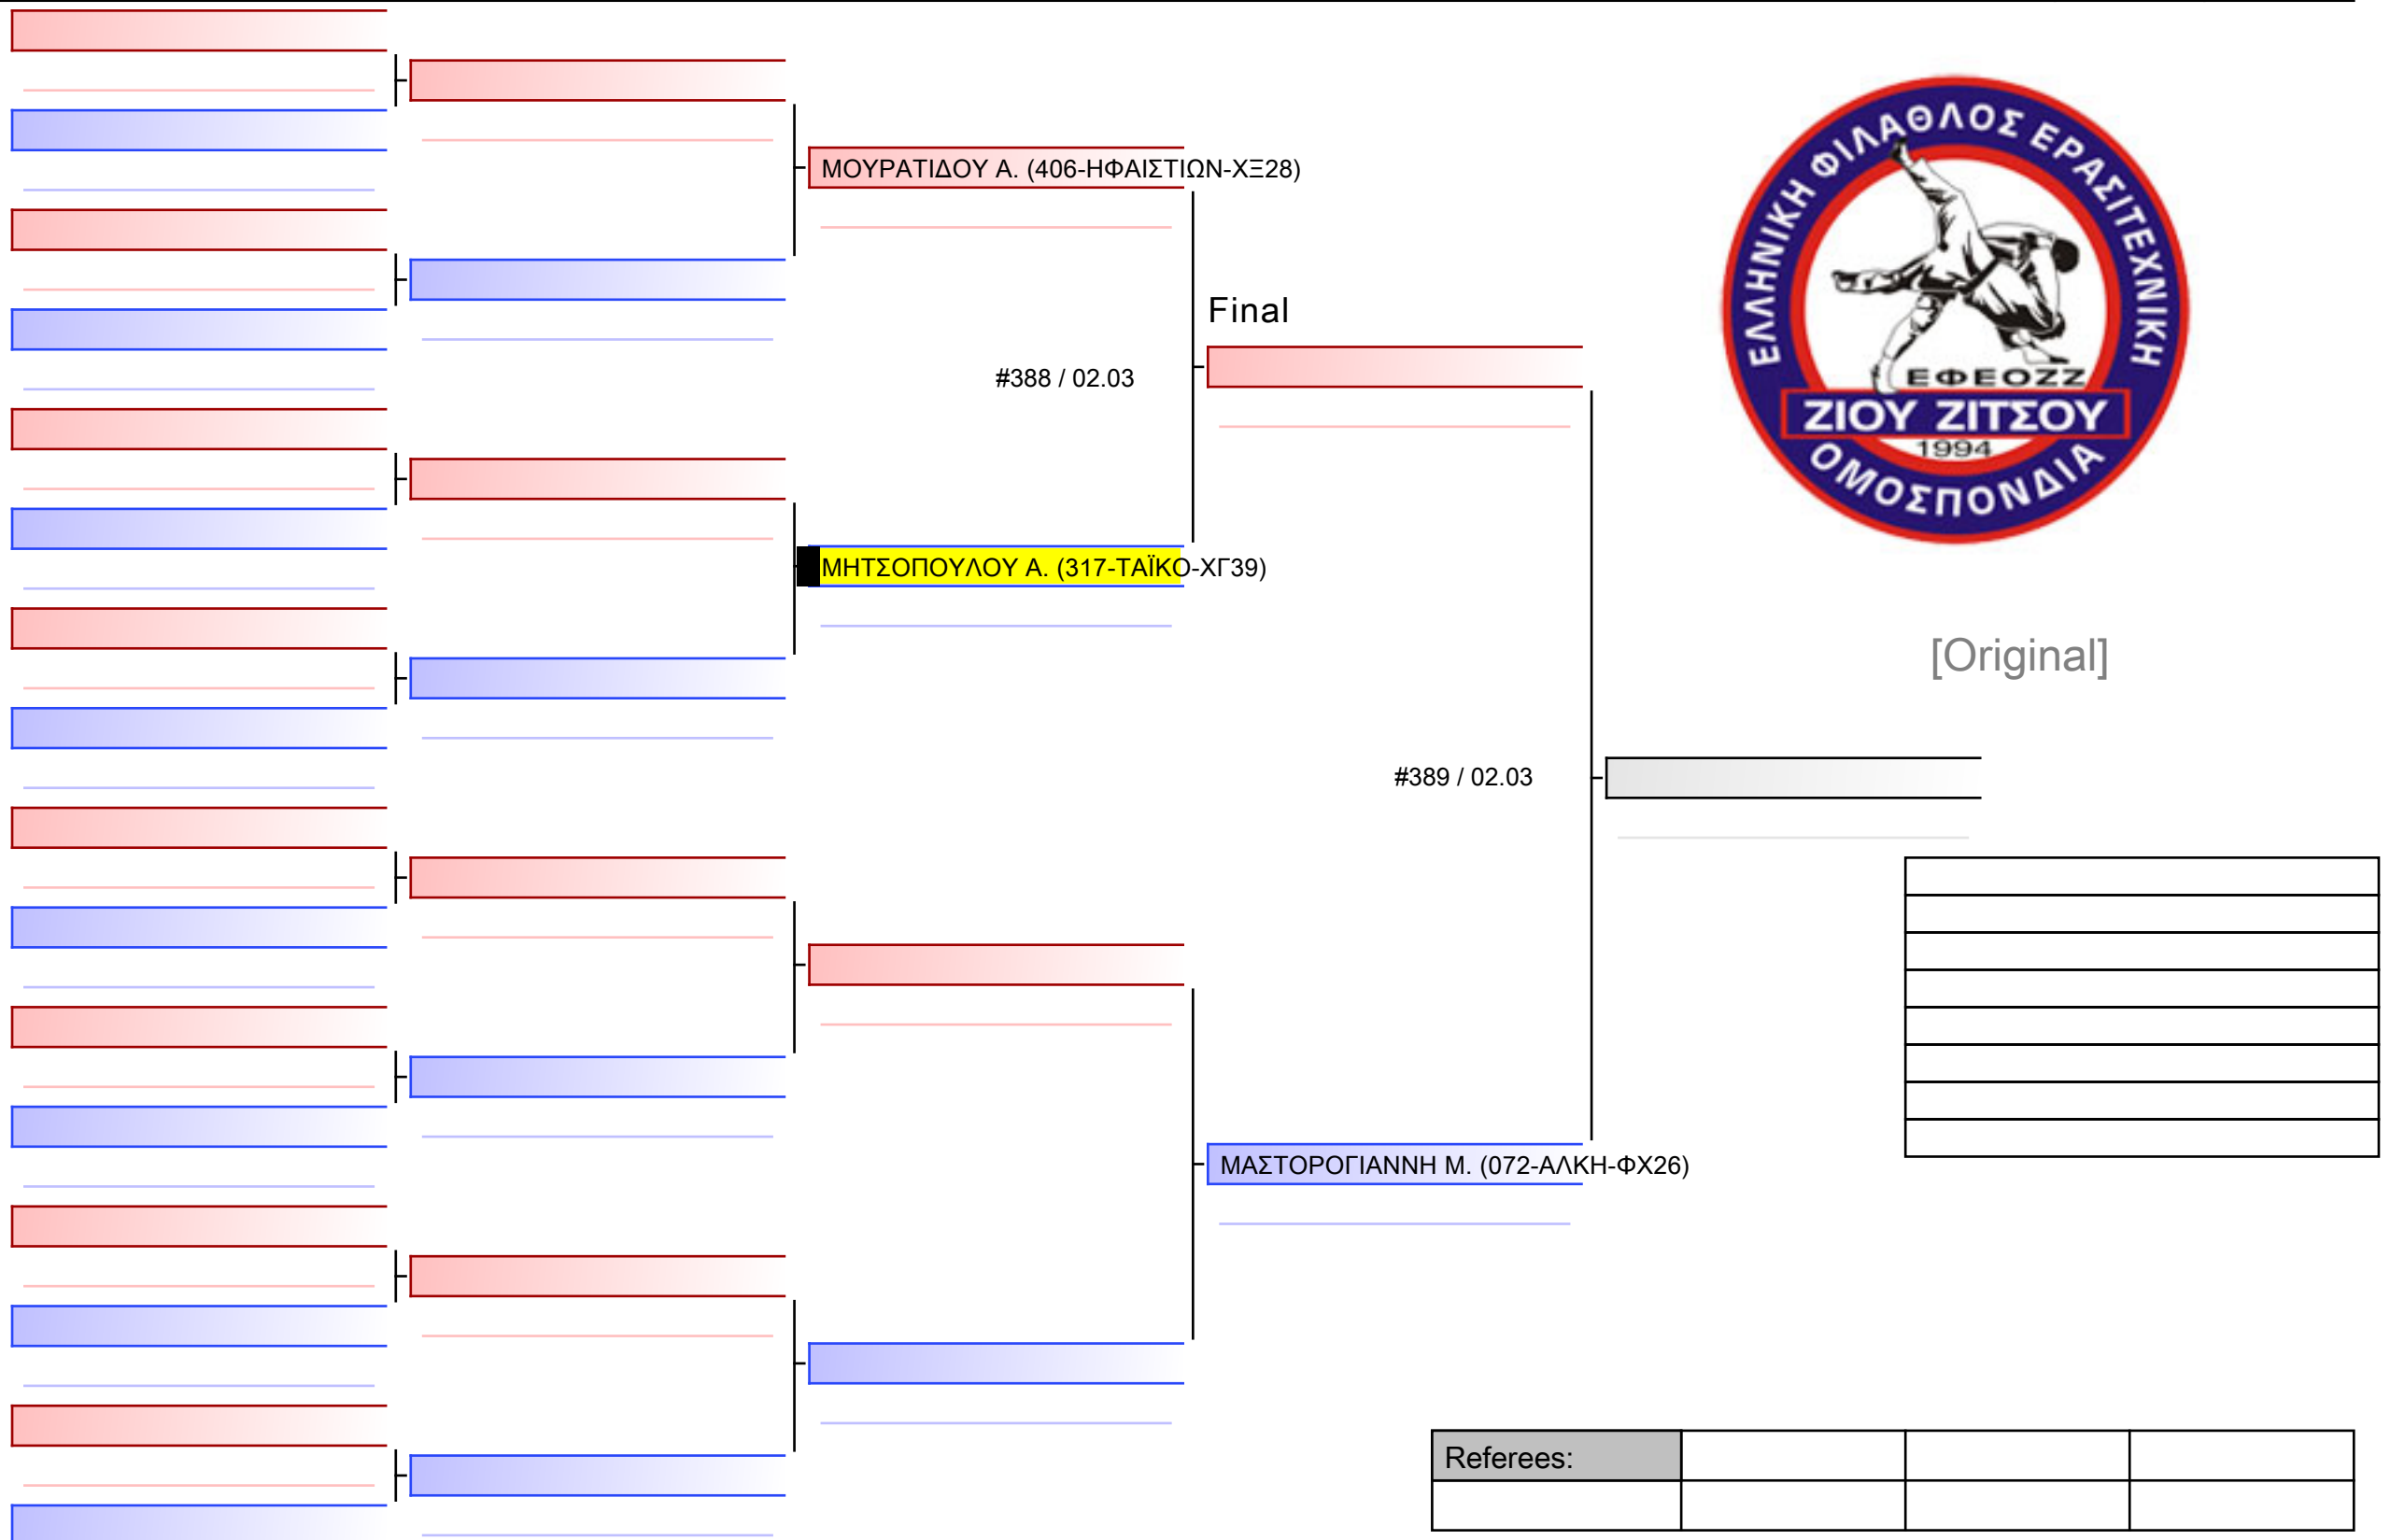 ΜΟΥΡΑΤΙΔΟΥ Α. (406-ΗΦΑΙΣΤΙΩΝ-ΧΞ28)
Final
#388 / 02.03
ΜΗΤΣΟΠΟΥΛΟΥ Α. (317-ΤΑΪΚΟ-ΧΓ39)
ΕΛΛΗΝΙΚΗ ΦΙΛΑΘΛΟΣ ΕΡΑΣΙΤΕΧΝΙΚΗ
ΕΦΕΟΖΖ
ΖΙΟΥ ΖΙΤΣΟΥ
1994
ΟΜΟΣΠΟΝΔΙΑ
[Original]
#389 / 02.03
ΜΑΣΤΟΡΟΓΙΑΝΝΗ Μ. (072-ΑΛΚΗ-ΦΧ26)
Referees: